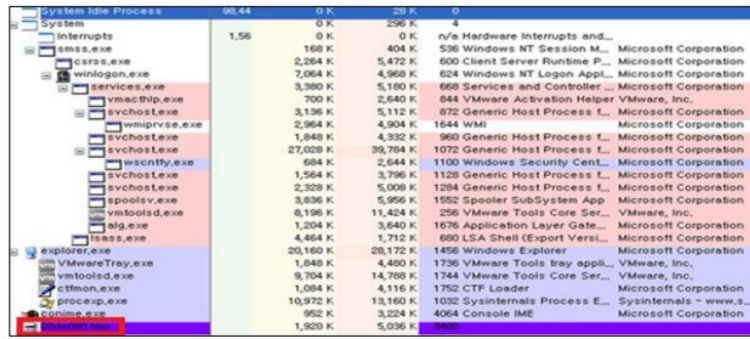 System Idle Process 98,44 0 K 28 K 0
System 0 K 296 K 4
Interrupts 1,56 0 K 0 K n/a Hardware Interrupts and...
smss,exe 168 K 404 K 536 Windows NT Session M... Microsoft Corporation
csrss,exe 2,264 K 5,472 K 600 Client Server Runtime P... Microsoft Corporation
winlogon,exe 7,064 K 4,968 K 624 Windows NT Logon Appl... Microsoft Corporation
services,exe 3,380 K 5,180 K 668 Services and Controller ... Microsoft Corporation
vmacthlp,exe 700 K 2,640 K 844 VMware Activation Helper VMware, Inc,
svchost,exe 3,136 K 5,112 K 872 Generic Host Process f... Microsoft Corporation
wmiprvse,exe 2,964 K 4,904 K 1644 WMI Microsoft Corporation
svchost,exe 1,848 K 4,332 K 960 Generic Host Process f... Microsoft Corporation
svchost,exe 27,028 K 39,784 K 1072 Generic Host Process f... Microsoft Corporation
wscntfy,exe 684 K 2,644 K 1100 Windows Security Cent... Microsoft Corporation
svchost,exe 1,564 K 3,796 K 1128 Generic Host Process f... Microsoft Corporation
svchost,exe 2,328 K 5,008 K 1284 Generic Host Process f... Microsoft Corporation
spoolsv,exe 3,836 K 5,956 K 1552 Spooler SubSystem App Microsoft Corporation
vmtoolsd,exe 8,196 K 11,424 K 256 VMware Tools Core Ser... VMware, Inc,
alg,exe 1,204 K 3,640 K 1676 Application Layer Gate... Microsoft Corporation
lsass,exe 4,464 K 1,712 K 680 LSA Shell (Export Versi... Microsoft Corporation
explorer,exe 20,160 K 28,172 K 1456 Windows Explorer Microsoft Corporation
VMwareTray,exe 1,848 K 4,480 K 1736 VMware Tools tray appli... VMware, Inc,
vmtoolsd,exe 9,704 K 14,788 K 1744 VMware Tools Core Ser... VMware, Inc,
ctfmon,exe 1,084 K 4,116 K 1752 CTF Loader Microsoft Corporation
procexp,exe 10,972 K 13,160 K 1032 Sysinternals Process E... Sysinternals - www,s...
conime,exe 952 K 3,224 K 4064 Console IME Microsoft Corporation
1,920 K 5,036 K 3400